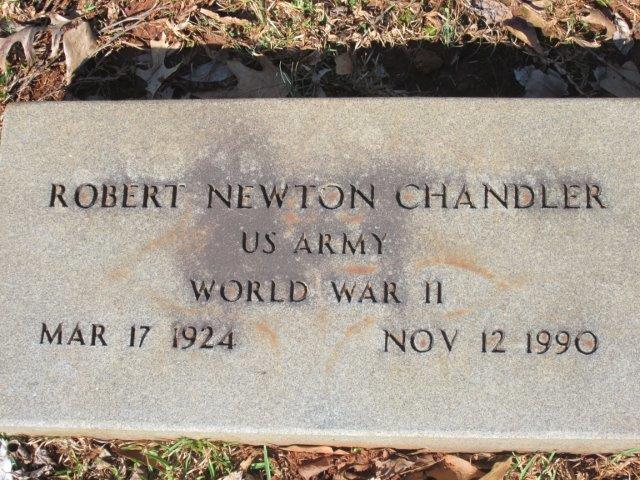 ROBERT NEWTON CHANDLER
US ARMY
WORLD WAR II
MAR 17 1924 NOV 12 1990